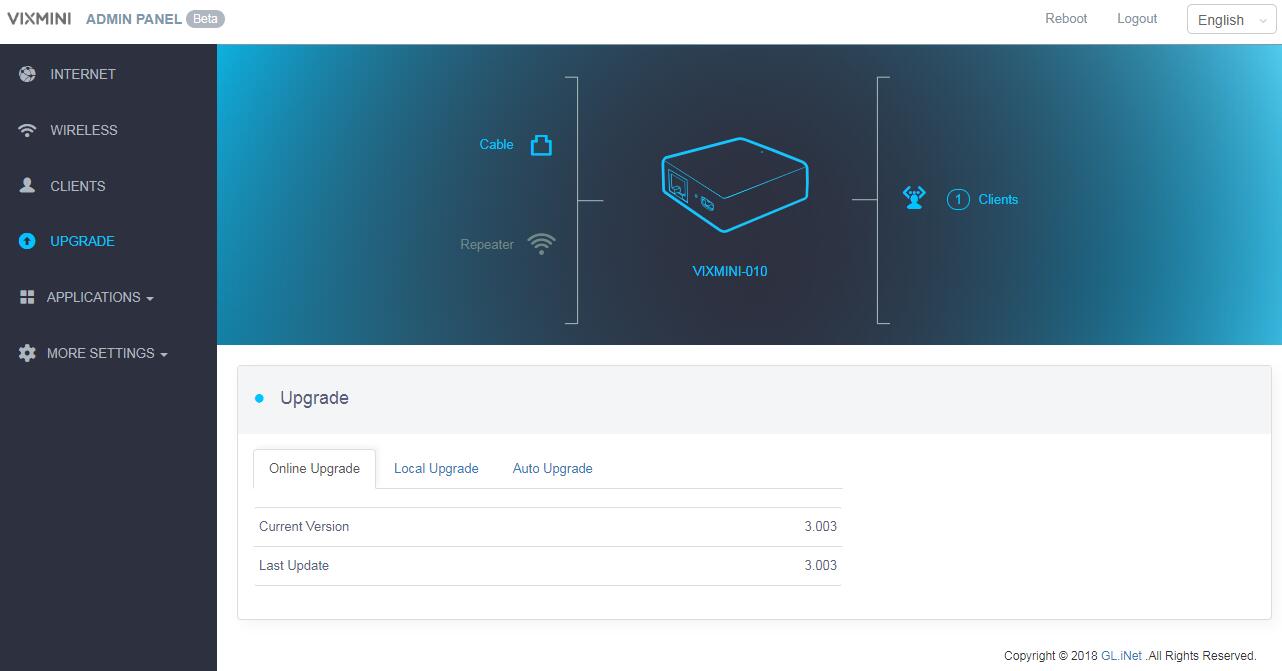 VIXMINI ADMIN PANEL Beta
Reboot Logout English
INTERNET
WIRELESS
CLIENTS
UPGRADE
APPLICATIONS
MORE SETTINGS
Cable
Repeater
VIXMINI-010
1 Clients
Upgrade
Online Upgrade Local Upgrade Auto Upgrade
Current Version 3.003
Last Update 3.003
Copyright © 2018 GL.iNet .All Rights Reserved.